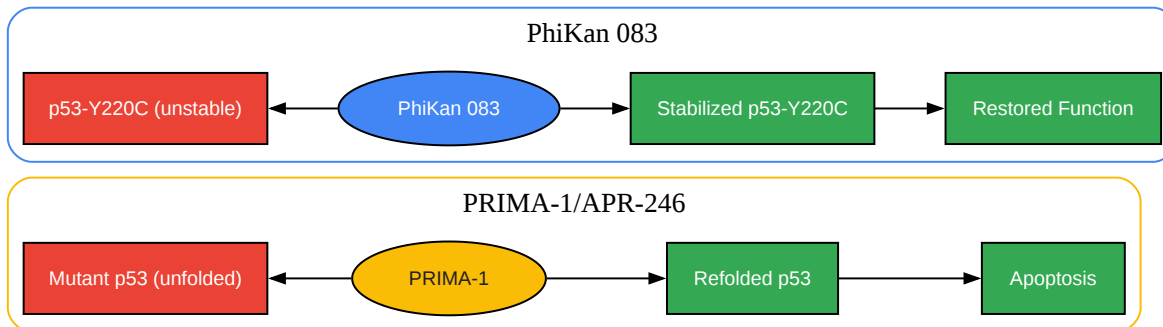 PhiKan 083
p53-Y220C (unstable)
PhiKan 083
Stabilized p53-Y220C
Restored Function
PRIMA-1/APR-246
Mutant p53 (unfolded)
PRIMA-1
Refolded p53
Apoptosis